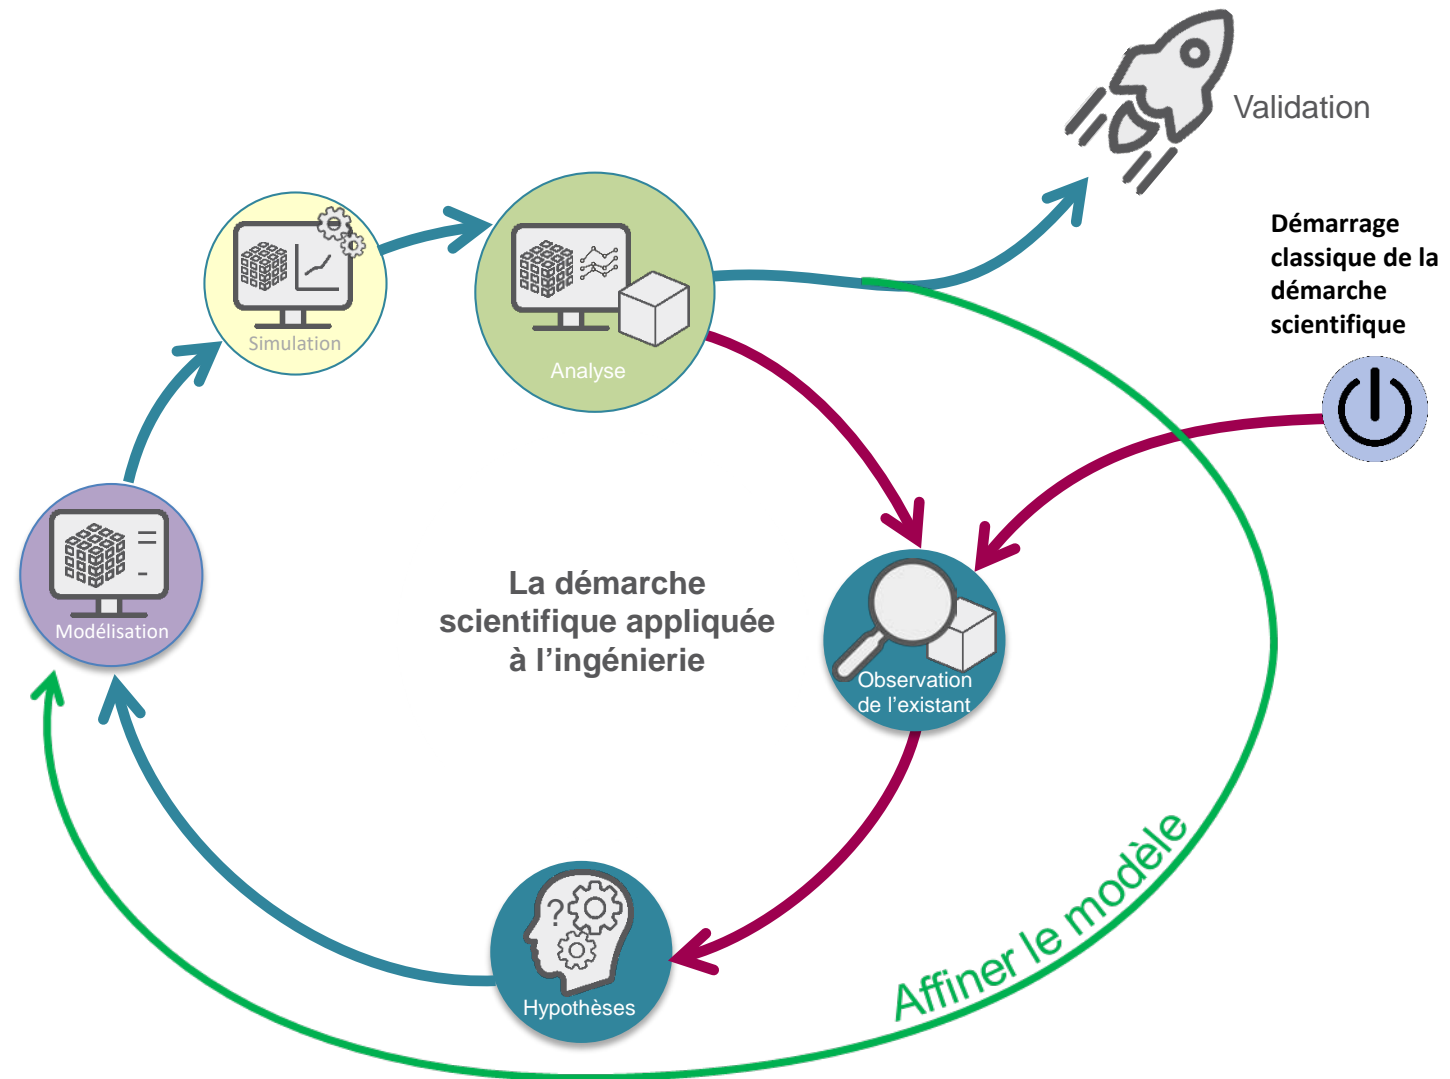 Validation
Démarrage
classique de la
démarche
scientifique
Simulation
Analyse
Modélisation
La démarche
scientifique appliquée
à l’ingénierie
Observation
de l’existant
?
Hypothèses
Affiner le modèle